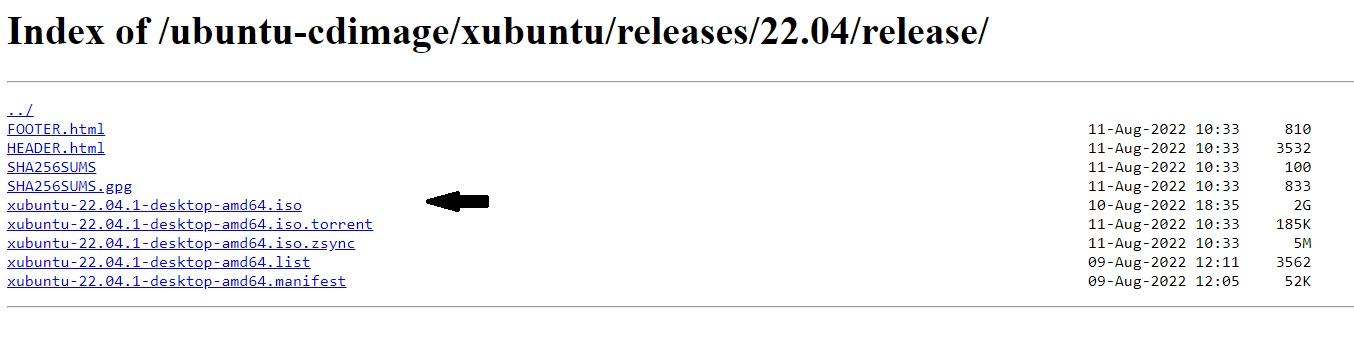 Index of /ubuntu-cdimage/xubuntu/releases/22.04/release/
../
FOOTER.html 11-Aug-2022 10:33 810
HEADER.html 11-Aug-2022 10:33 3532
SHA256SUMS 11-Aug-2022 10:33 100
SHA256SUMS.gpg 11-Aug-2022 10:33 833
xubuntu-22.04.1-desktop-amd64.iso 10-Aug-2022 18:35 2G
xubuntu-22.04.1-desktop-amd64.iso.torrent 11-Aug-2022 10:33 185K
xubuntu-22.04.1-desktop-amd64.iso.zsync 11-Aug-2022 10:33 5M
xubuntu-22.04.1-desktop-amd64.list 09-Aug-2022 12:11 3562
xubuntu-22.04.1-desktop-amd64.manifest 09-Aug-2022 12:05 52K